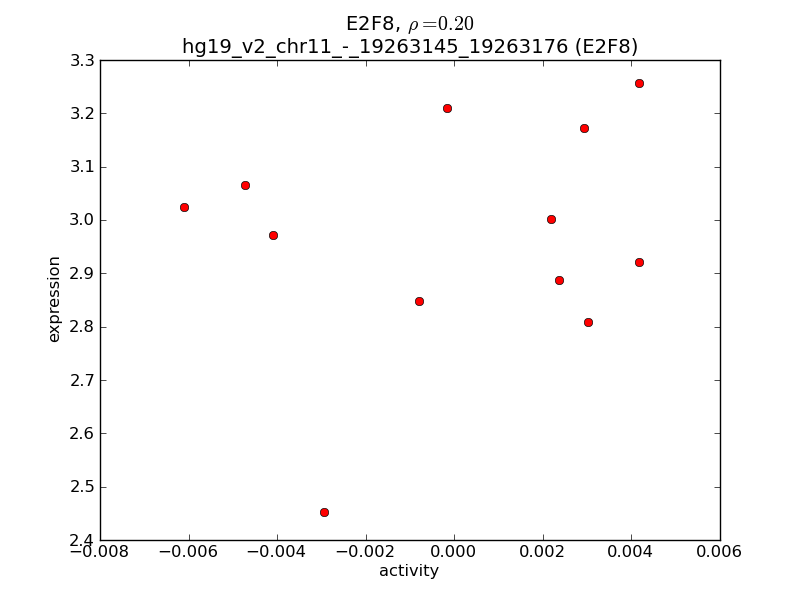 E2F8, ρ=0.20
hg19_v2_chr11_-_19263145_19263176 (E2F8)
3.3
3.2
3.1
3.0
2.9
2.8
2.7
2.6
2.5
2.4
expression
−0.008 −0.006 −0.004 −0.002 0.000 0.002 0.004 0.006
activity